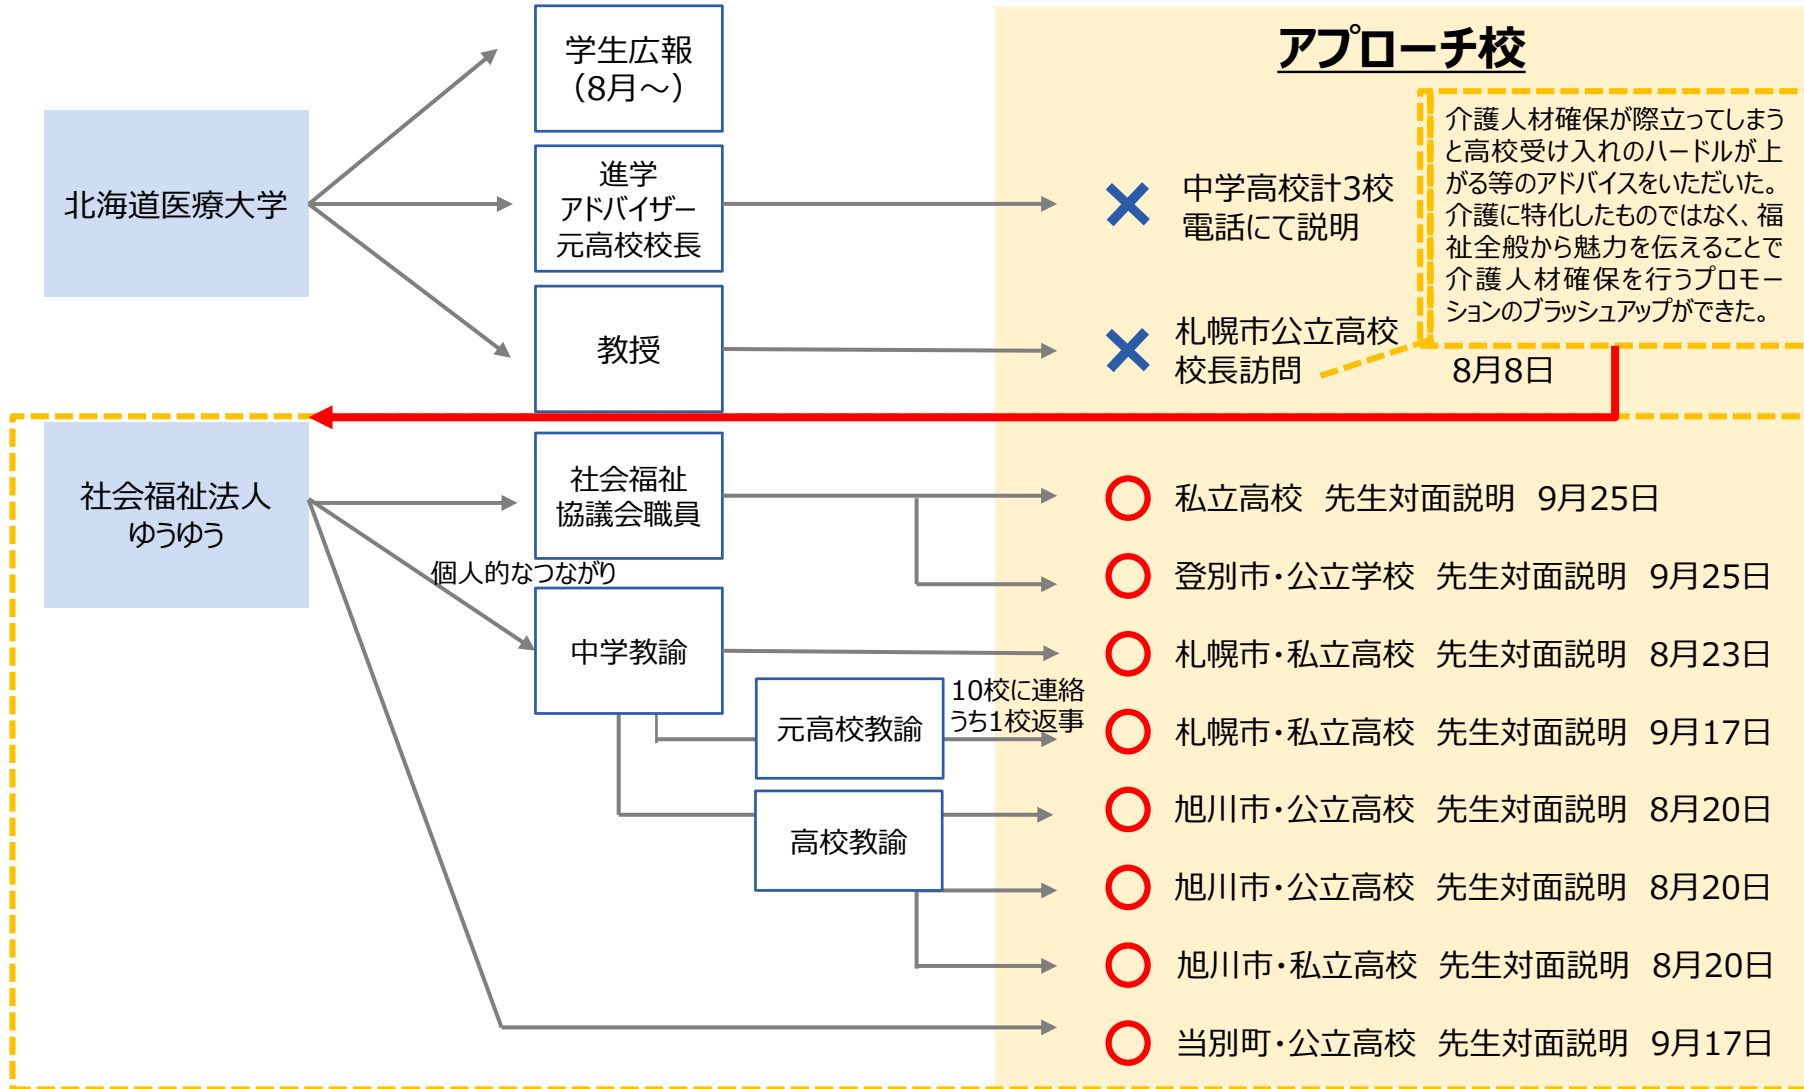 アプローチ校
学生広報
（8月～）
北海道医療大学
進学
アドバイザー
元高校校長
中学高校計3校
電話にて説明
介護人材確保が際立ってしまう
と高校受け入れのハードルが上
がる等のアドバイスをいただいた。
介護に特化したものではなく、福
祉全般から魅力を伝えることで
介護人材確保を行うプロモー
ションのブラッシュアップができた。
教授
札幌市公立高校
校長訪問
8月8日
社会福祉法人
ゆうゆう
社会福祉
協議会職員
私立高校　先生対面説明　9月25日
登別市・公立学校　先生対面説明　9月25日
個人的なつながり
中学教諭
札幌市・私立高校　先生対面説明　8月23日
元高校教諭
10校に連絡
うち1校返事
札幌市・私立高校　先生対面説明　9月17日
高校教諭
旭川市・公立高校　先生対面説明　8月20日
旭川市・公立高校　先生対面説明　8月20日
旭川市・私立高校　先生対面説明　8月20日
当別町・公立高校　先生対面説明　9月17日